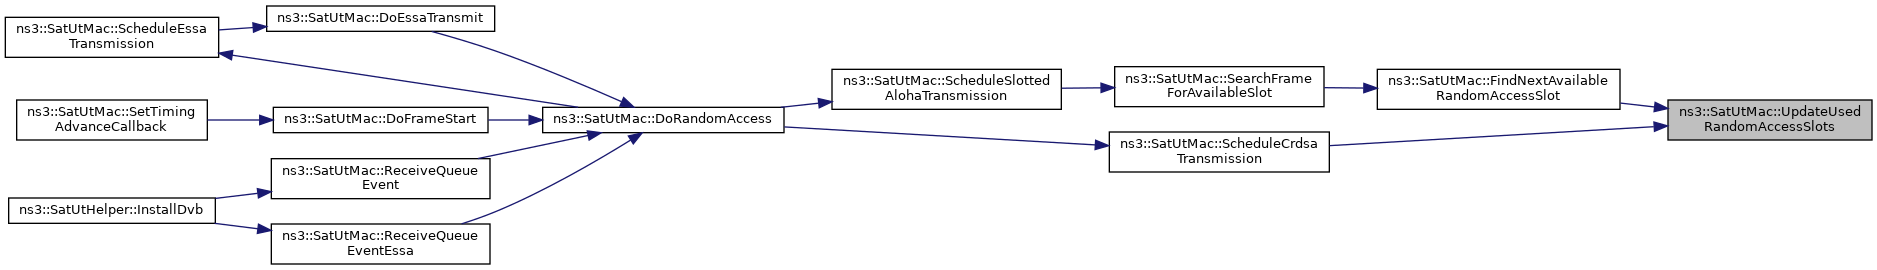 ns3::SatUtMac::ScheduleEssa
Transmission
ns3::SatUtMac::DoEssaTransmit
ns3::SatUtMac::SetTiming
AdvanceCallback
ns3::SatUtMac::DoFrameStart
ns3::SatUtHelper::InstallDvb
ns3::SatUtMac::ReceiveQueue
Event
ns3::SatUtMac::ReceiveQueue
EventEssa
ns3::SatUtMac::DoRandomAccess
ns3::SatUtMac::ScheduleSlotted
AlohaTransmission
ns3::SatUtMac::SearchFrame
ForAvailableSlot
ns3::SatUtMac::ScheduleCrdsa
Transmission
ns3::SatUtMac::FindNextAvailable
RandomAccessSlot
ns3::SatUtMac::UpdateUsed
RandomAccessSlots